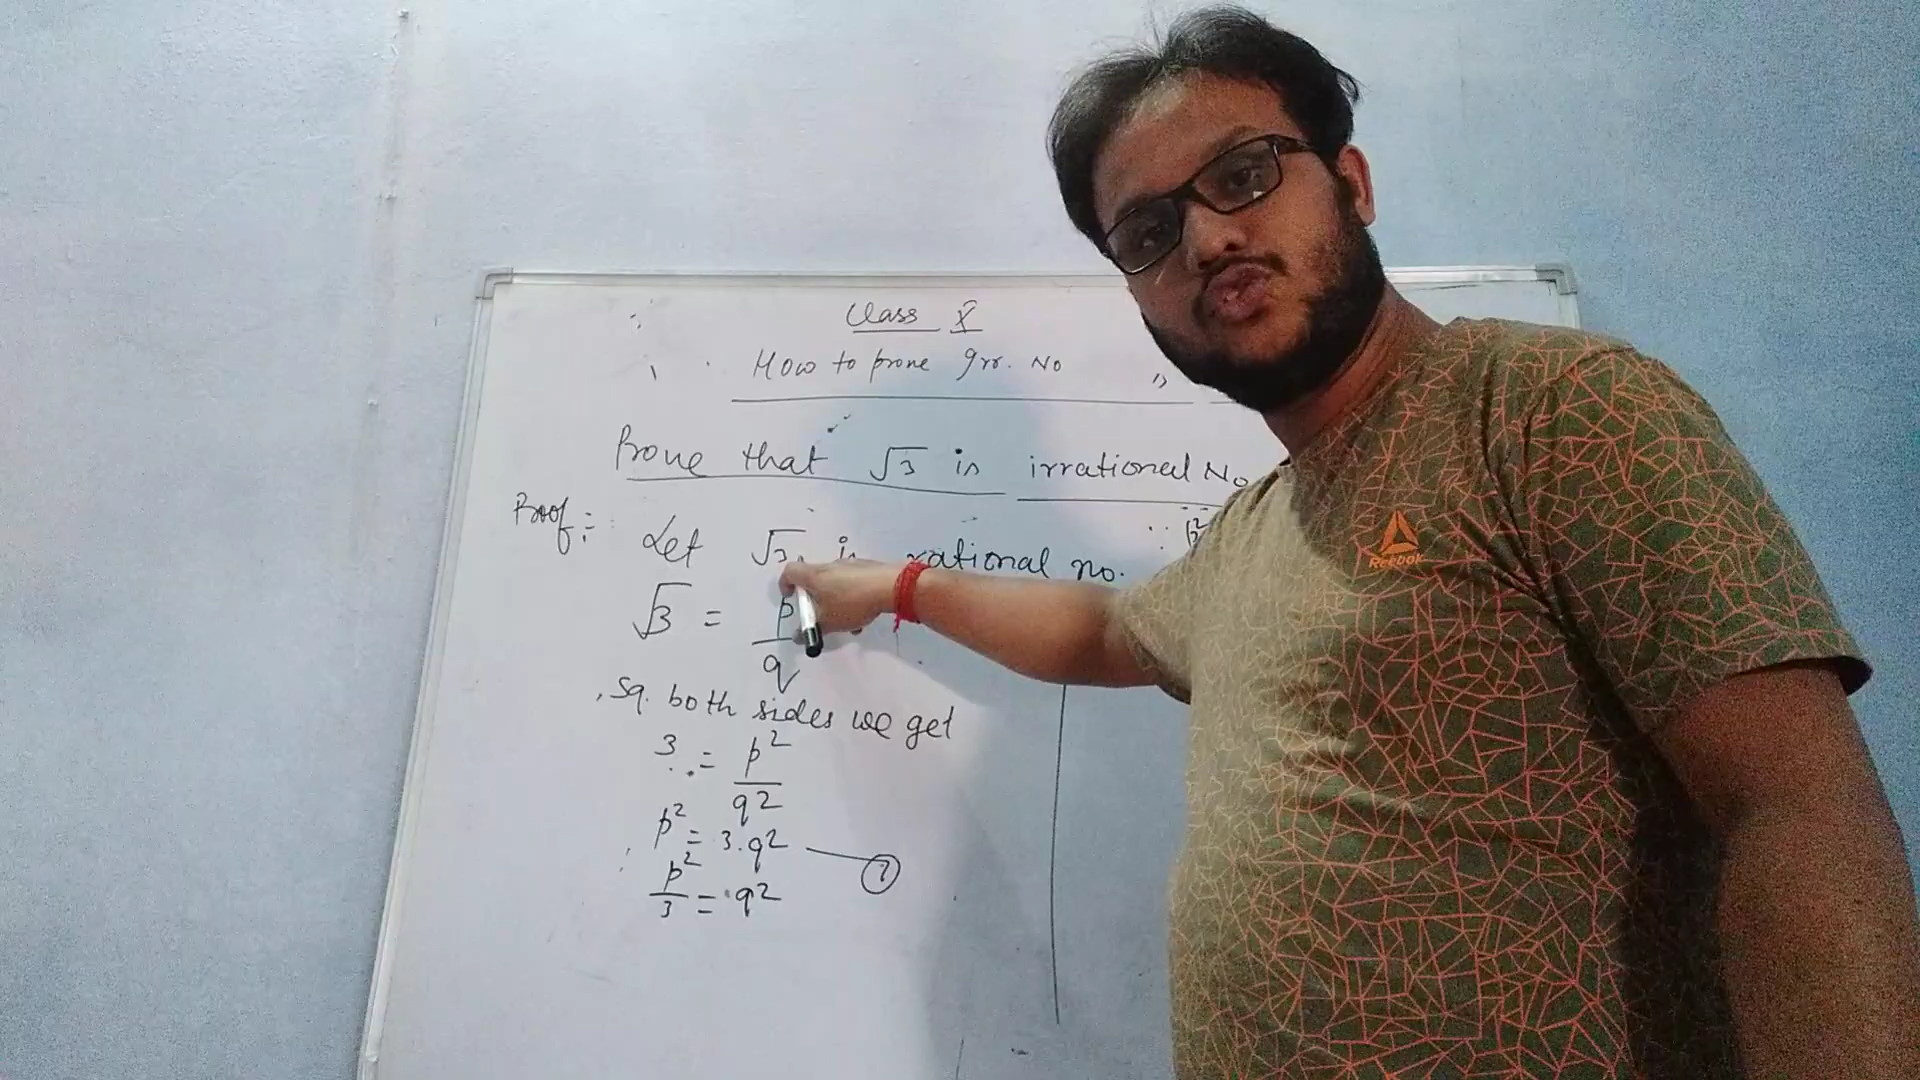 Class X
How to prove Irr. No
Prove that √3 is irrational No
Proof :-
Let √3 is rational no.
√3 = p/q
Sq. both sides we get
3 = p²/q²
p² = 3.q² — ①
p²/3 = q²
Reebok